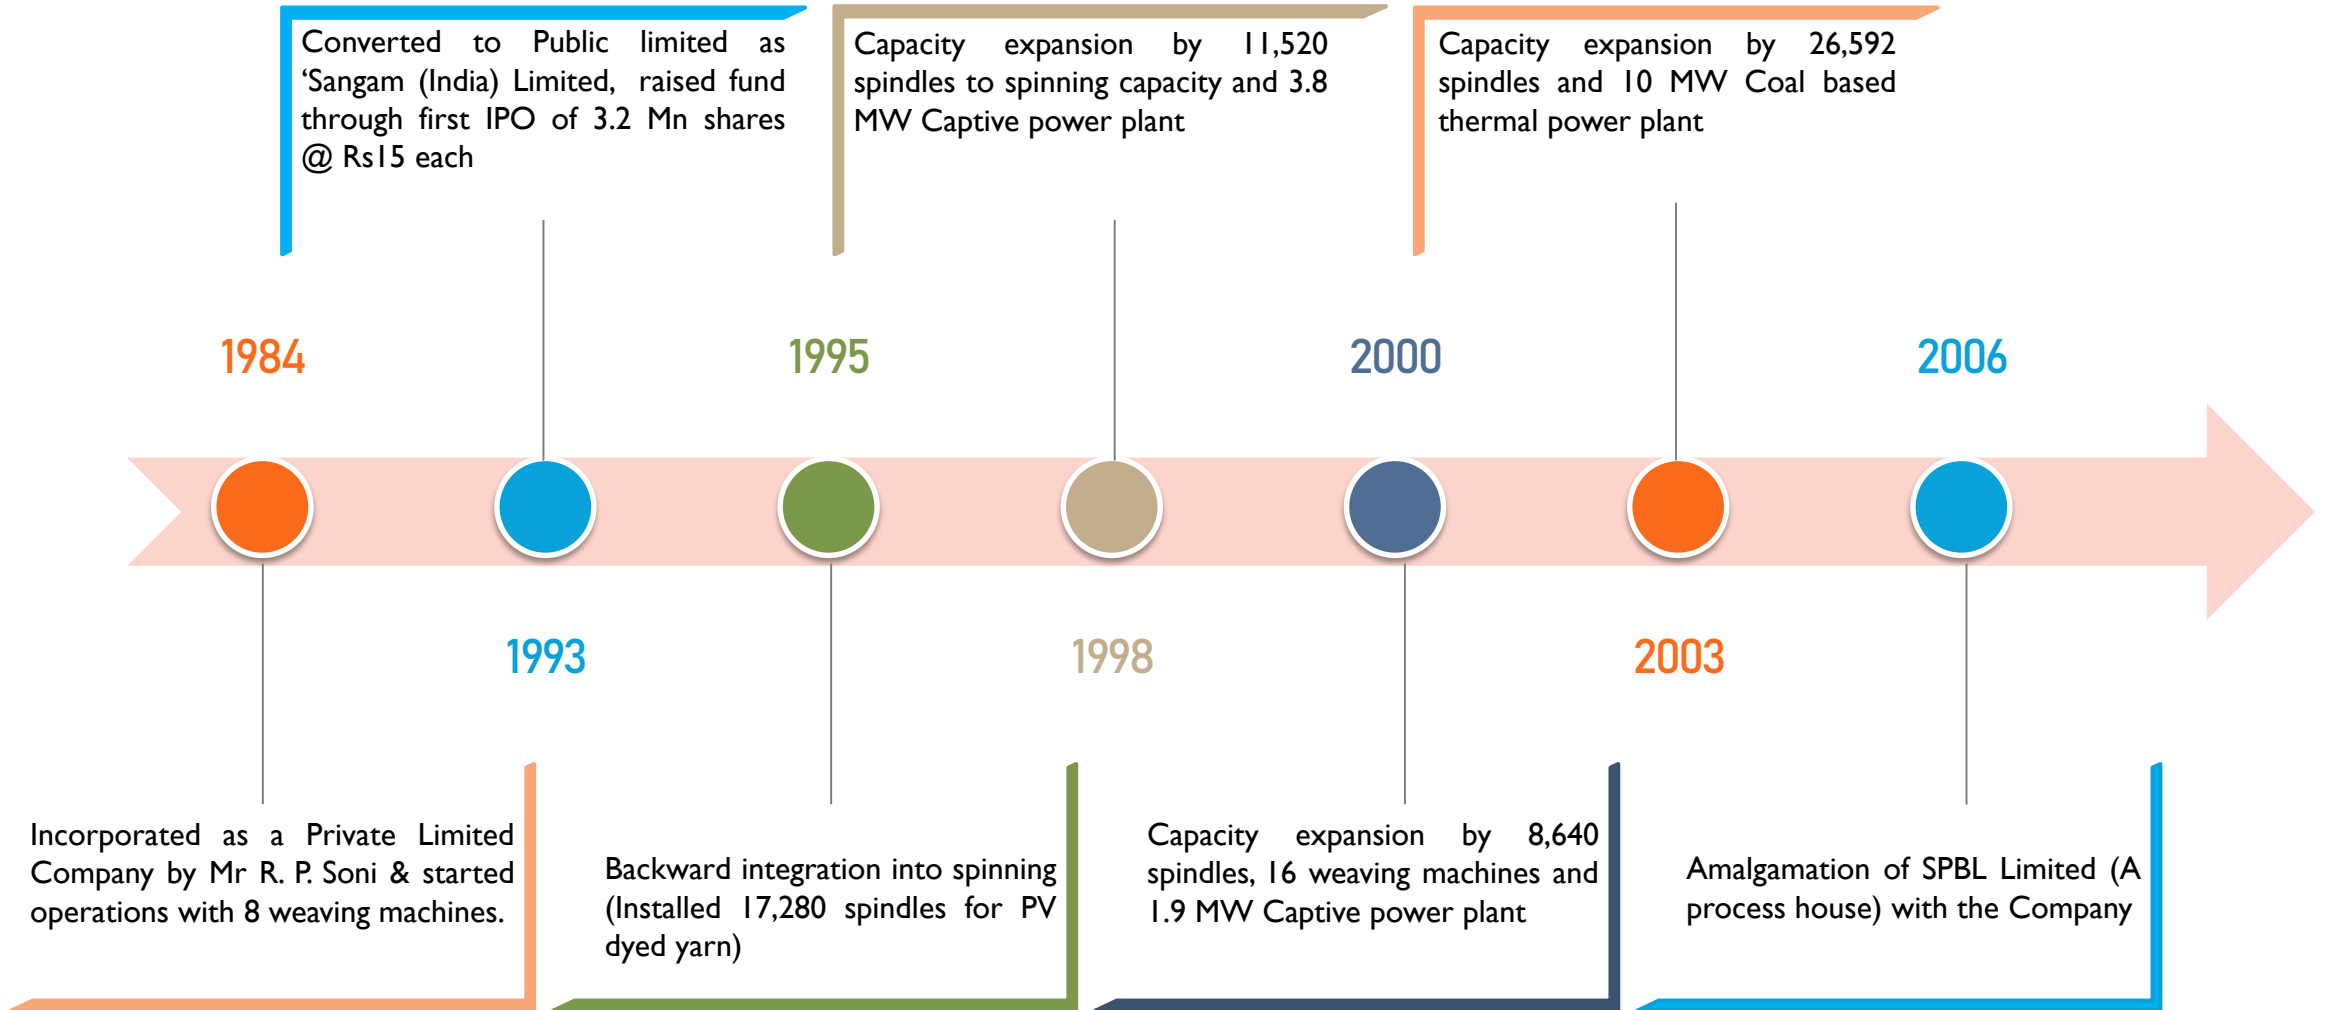 Converted to Public limited as
‘Sangam (India) Limited, raised fund
through first IPO of 3.2 Mn shares
@ Rs15 each
Capacity expansion by 11,520
spindles to spinning capacity and 3.8
MW Captive power plant
Capacity expansion by 26,592
spindles and 10 MW Coal based
thermal power plant
1984
1995
2000
2006
1993
1998
2003
Incorporated as a Private Limited
Company by Mr R. P. Soni & started
operations with 8 weaving machines.
Backward integration into spinning
(Installed 17,280 spindles for PV
dyed yarn)
Capacity expansion by 8,640
spindles, 16 weaving machines and
1.9 MW Captive power plant
Amalgamation of SPBL Limited (A
process house) with the Company